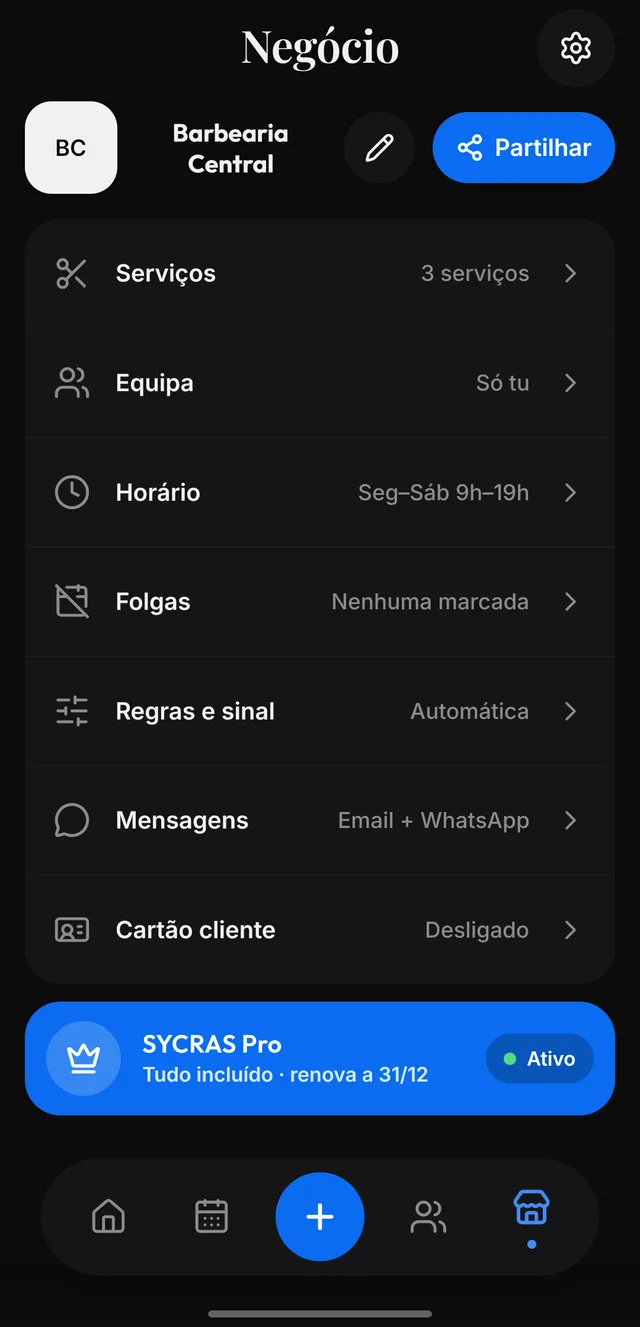 Negócio
BC
Barbearia
Central
Partilhar
Serviços
3 serviços
Equipa
Só tu
Horário
Seg–Sáb 9h–19h
Folgas
Nenhuma marcada
Regras e sinal
Automática
Mensagens
Email + WhatsApp
Cartão cliente
Desligado
SYCRAS Pro
Tudo incluído · renova a 31/12
Ativo